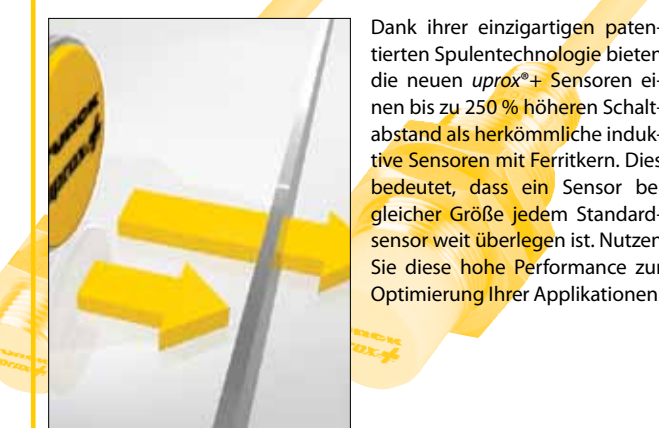 Dank ihrer einzigartigen paten-
tierten Spulentechnologie bieten
die neuen uprox®+ Sensoren ei-
nen bis zu 250 % höheren Schalt-
abstand als herkömmliche induk-
tive Sensoren mit Ferritkern. Dies
bedeutet, dass ein Sensor be
gleicher Größe jedem Standard-
sensor weit überlegen ist. Nutzen
Sie diese hohe Performance zur
Optimierung Ihrer Applikationen